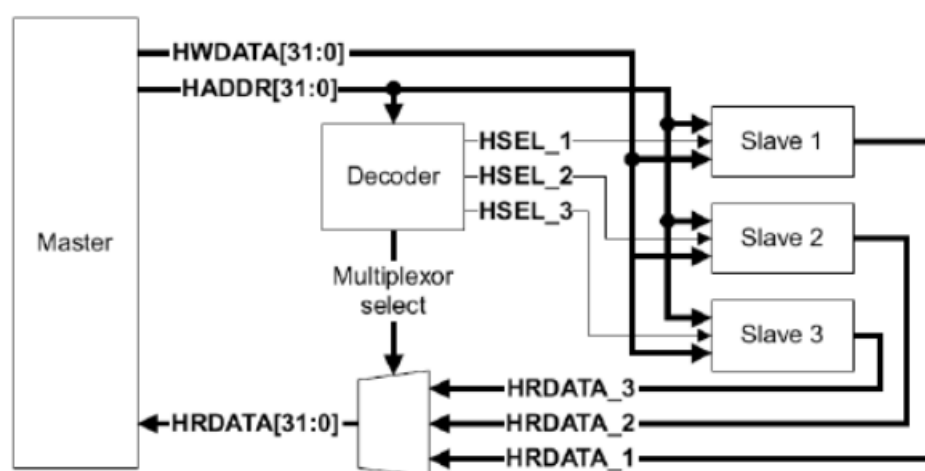 HWDATA[31:0]
HADDR[31:0]
HSEL_1
Slave 1
Decoder
HSEL_2
HSEL_3
Slave 2
Master
Multiplexor
select
Slave 3
HRDATA_3
HRDATA[31:0]
HRDATA_2
HRDATA_1